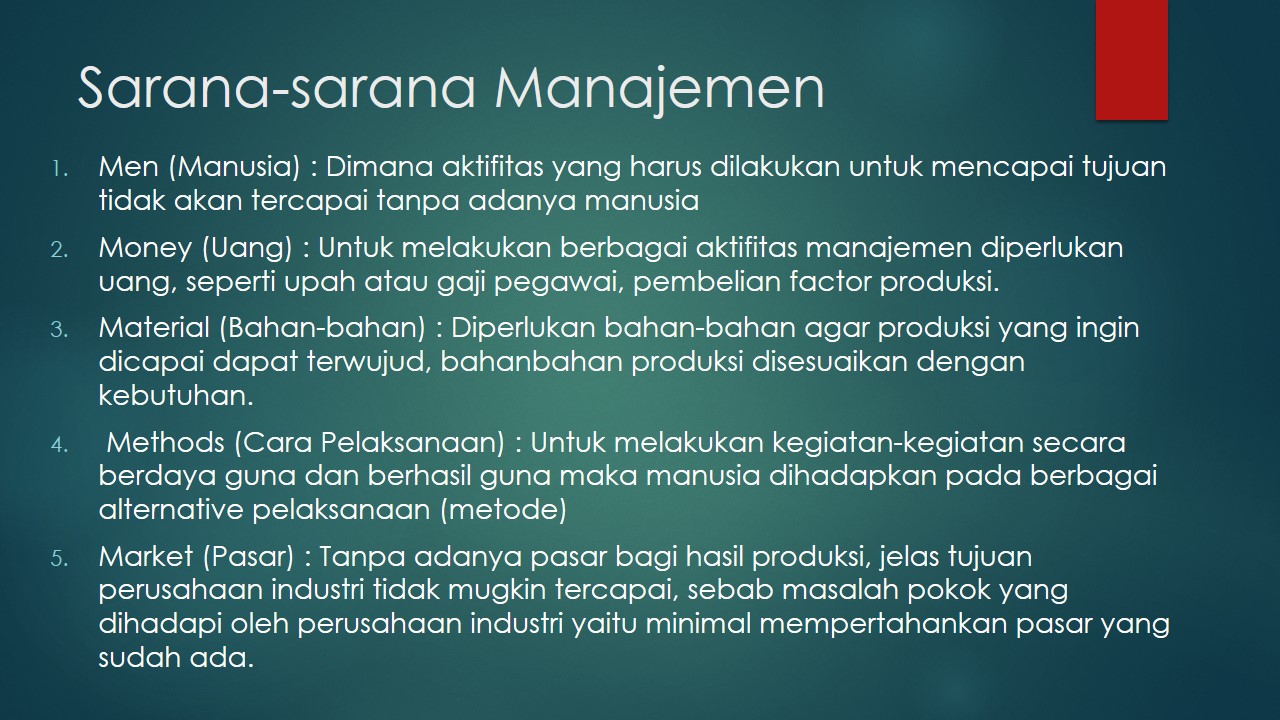 Sarana-sarana Manajemen
1. Men (Manusia) : Dimana aktifitas yang harus dilakukan untuk mencapai tujuan
tidak akan tercapai tanpa adanya manusia
2. Money (Uang) : Untuk melakukan berbagai aktifitas manajemen diperlukan
uang, seperti upah atau gaji pegawai, pembelian factor produksi.
3. Material (Bahan-bahan) : Diperlukan bahan-bahan agar produksi yang ingin
dicapai dapat terwujud, bahanbahan produksi disesuaikan dengan
kebutuhan.
4. Methods (Cara Pelaksanaan) : Untuk melakukan kegiatan-kegiatan secara
berdaya guna dan berhasil guna maka manusia dihadapkan pada berbagai
alternative pelaksanaan (metode)
5. Market (Pasar) : Tanpa adanya pasar bagi hasil produksi, jelas tujuan
perusahaan industri tidak mugkin tercapai, sebab masalah pokok yang
dihadapi oleh perusahaan industri yaitu minimal mempertahankan pasar yang
sudah ada.